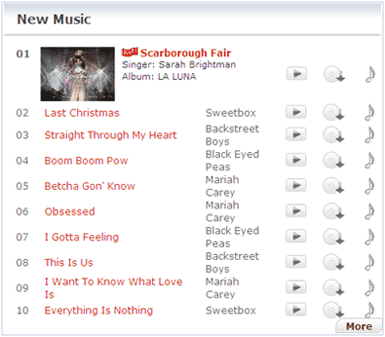 New Music
01 Scarborough Fair
Singer: Sarah Brightman
Album: LA LUNA
02 Last Christmas Sweetbox
03 Straight Through My Heart Backstreet
Boys
04 Boom Boom Pow Black Eyed
Peas
05 Betcha Gon' Know Mariah
Carey
06 Obsessed Mariah
Carey
07 I Gotta Feeling Black Eyed
Peas
08 This Is Us Backstreet
Boys
09 I Want To Know What Love Mariah
Is Carey
10 Everything Is Nothing Sweetbox
More